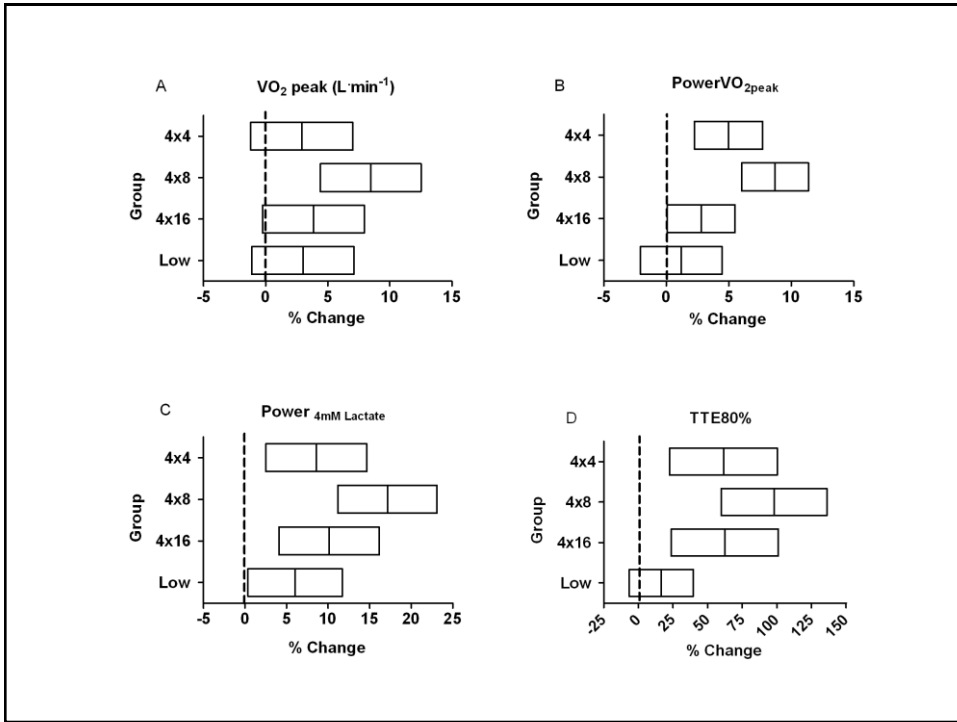 A
VO₂ peak (L·min⁻¹)
Group
4x4
4x8
4x16
Low
-5 0 5 10 15
% Change
B
PowerVO₂peak
Group
4x4
4x8
4x16
Low
-5 0 5 10 15
% Change
C
Power 4mM Lactate
Group
4x4
4x8
4x16
Low
-5 0 5 10 15 20 25
% Change
D
TTE80%
Group
4x4
4x8
4x16
Low
-25 0 25 50 75 100 125 150
% Change